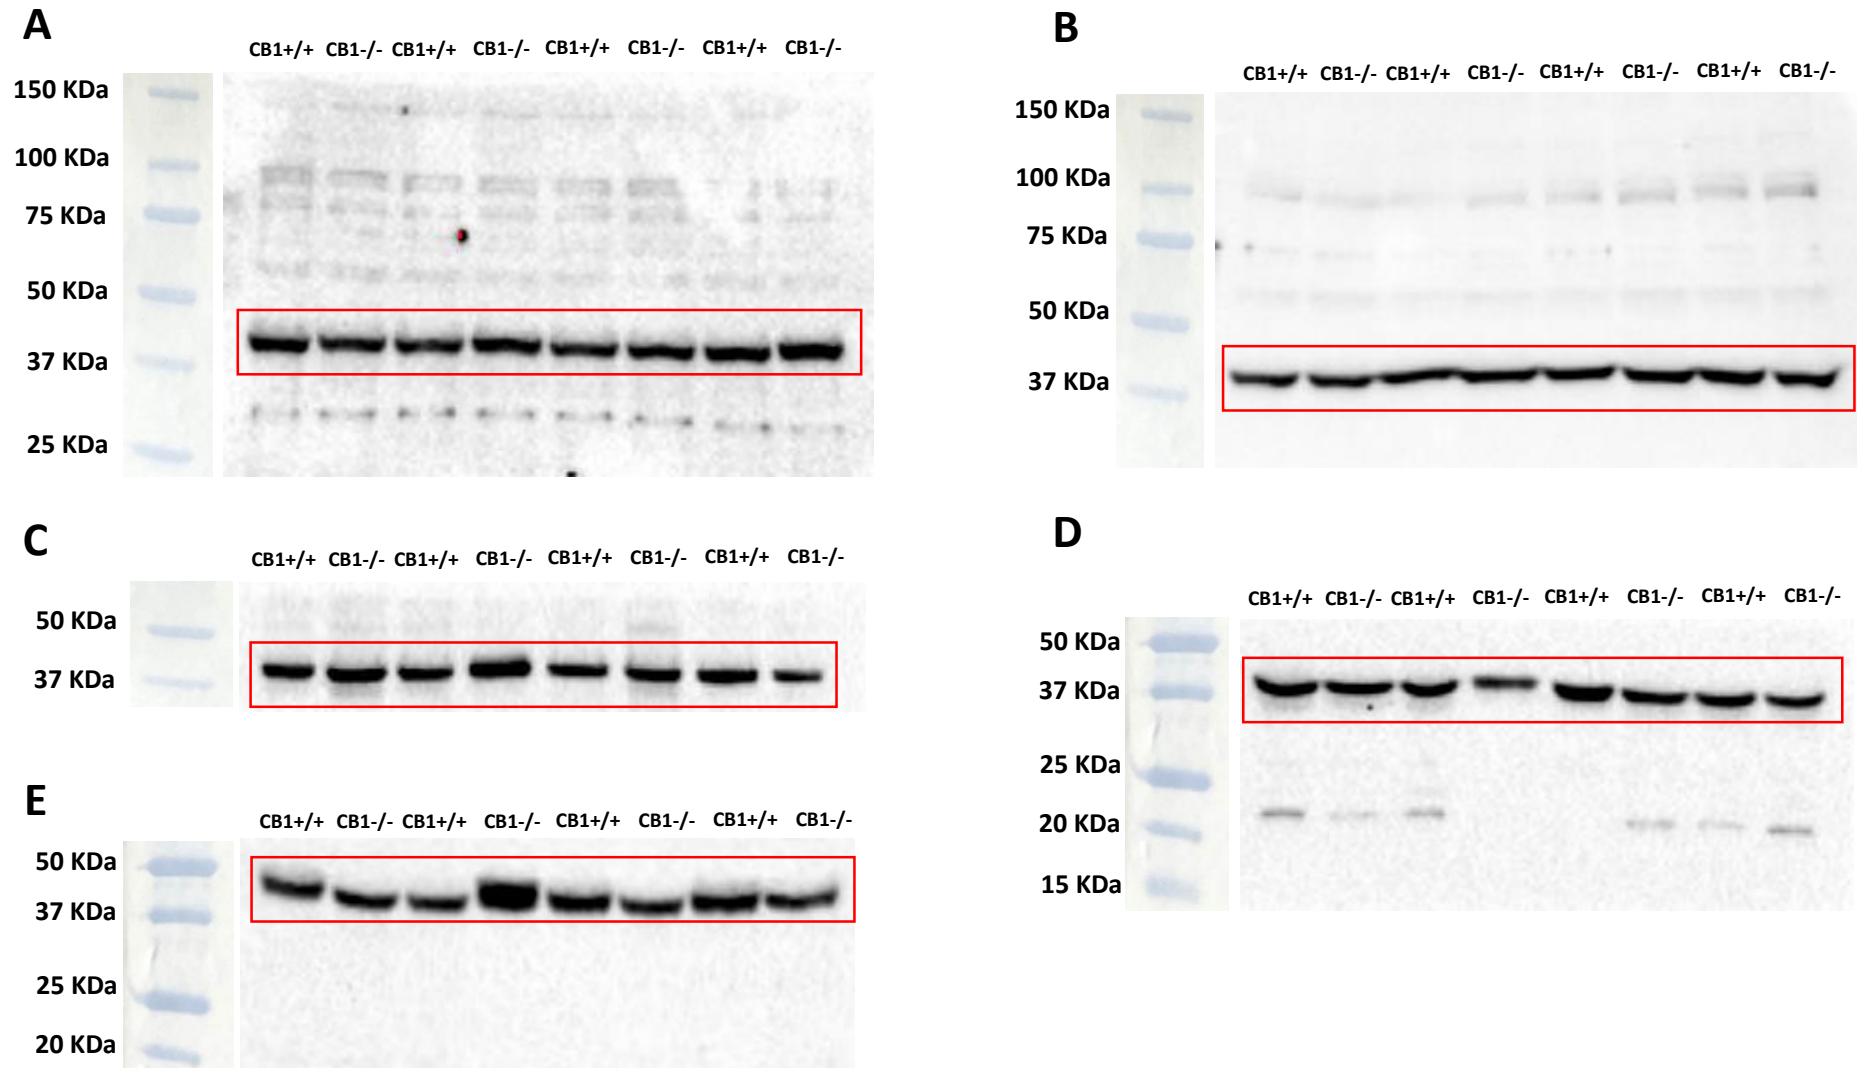 A
CB1+/+ CB1-/- CB1+/+ CB1-/- CB1+/+ CB1-/- CB1+/+ CB1-/-
150 KDa
100 KDa
75 KDa
50 KDa
37 KDa
25 KDa
B
CB1+/+ CB1-/- CB1+/+ CB1-/- CB1+/+ CB1-/- CB1+/+ CB1-/-
150 KDa
100 KDa
75 KDa
50 KDa
37 KDa
C
CB1+/+ CB1-/- CB1+/+ CB1-/- CB1+/+ CB1-/- CB1+/+ CB1-/-
50 KDa
37 KDa
D
CB1+/+ CB1-/- CB1+/+ CB1-/- CB1+/+ CB1-/- CB1+/+ CB1-/-
50 KDa
37 KDa
25 KDa
20 KDa
15 KDa
E
CB1+/+ CB1-/- CB1+/+ CB1-/- CB1+/+ CB1-/- CB1+/+ CB1-/-
50 KDa
37 KDa
25 KDa
20 KDa